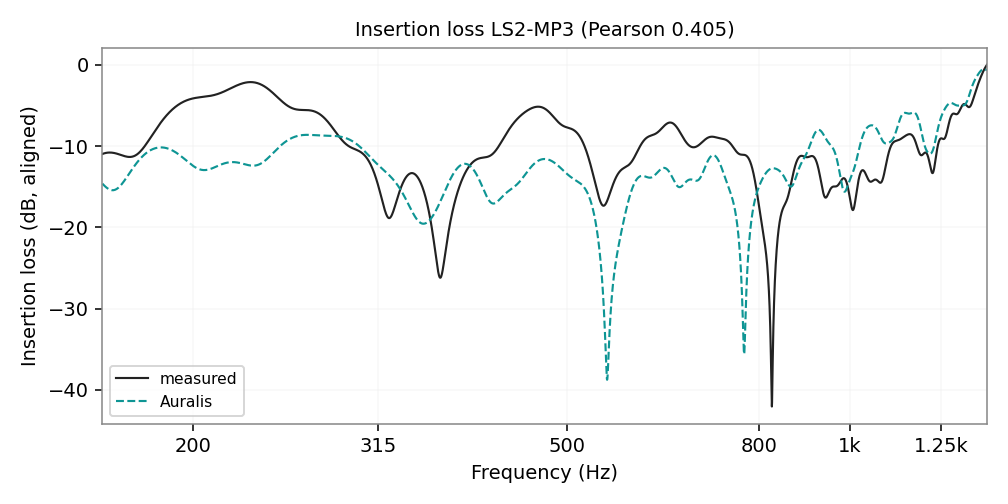 Insertion loss LS2-MP3 (Pearson 0.405)
Insertion loss (dB, aligned)
0
−10
−20
−30
−40
measured
Auralis
200
315
500
800
1k
1.25k
Frequency (Hz)